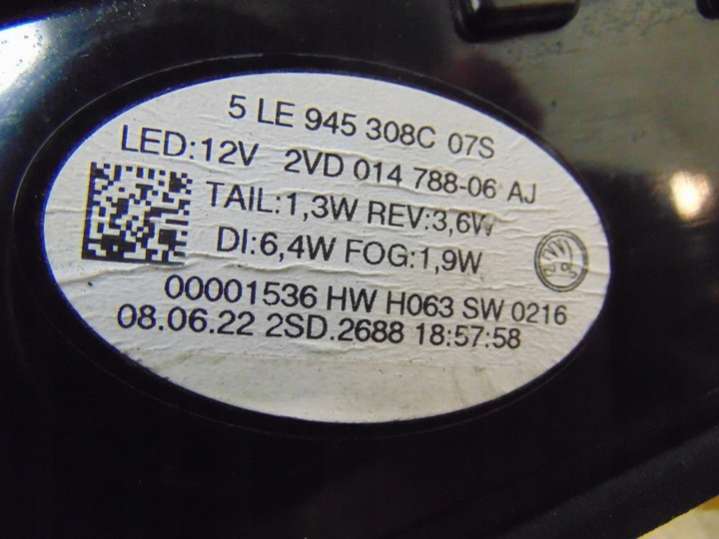 5 LE 945 308C 07S
LED:12V 2VD 014 788-06 AJ
TAIL:1,3W REV:3,6W
DI:6,4W FOG:1,9W
00001536 HW H063 SW 0216
08.06.22 2SD.2688 18:57:58